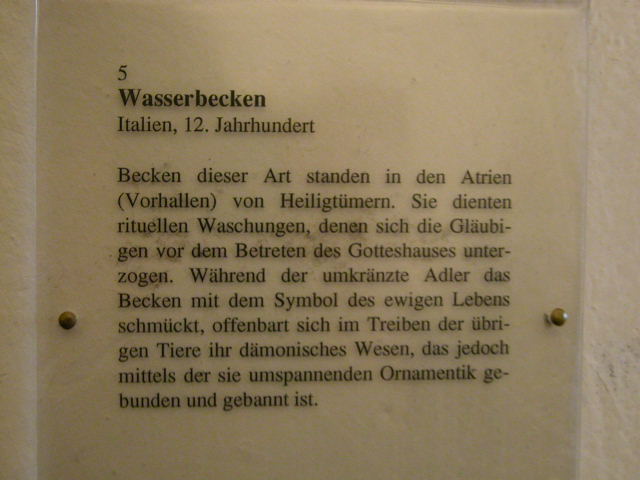 5
Wasserbecken
Italien, 12. Jahrhundert
Becken dieser Art standen in den Atrien
(Vorhallen) von Heiligtümern. Sie dienten
rituellen Waschungen, denen sich die Gläubi-
gen vor dem Betreten des Gotteshauses unter-
zogen. Während der umkränzte Adler das
Becken mit dem Symbol des ewigen Lebens
schmückt, offenbart sich im Treiben der übri-
gen Tiere ihr dämonisches Wesen, das jedoch
mittels der sie umspannenden Ornamentik ge-
bunden und gebannt ist.